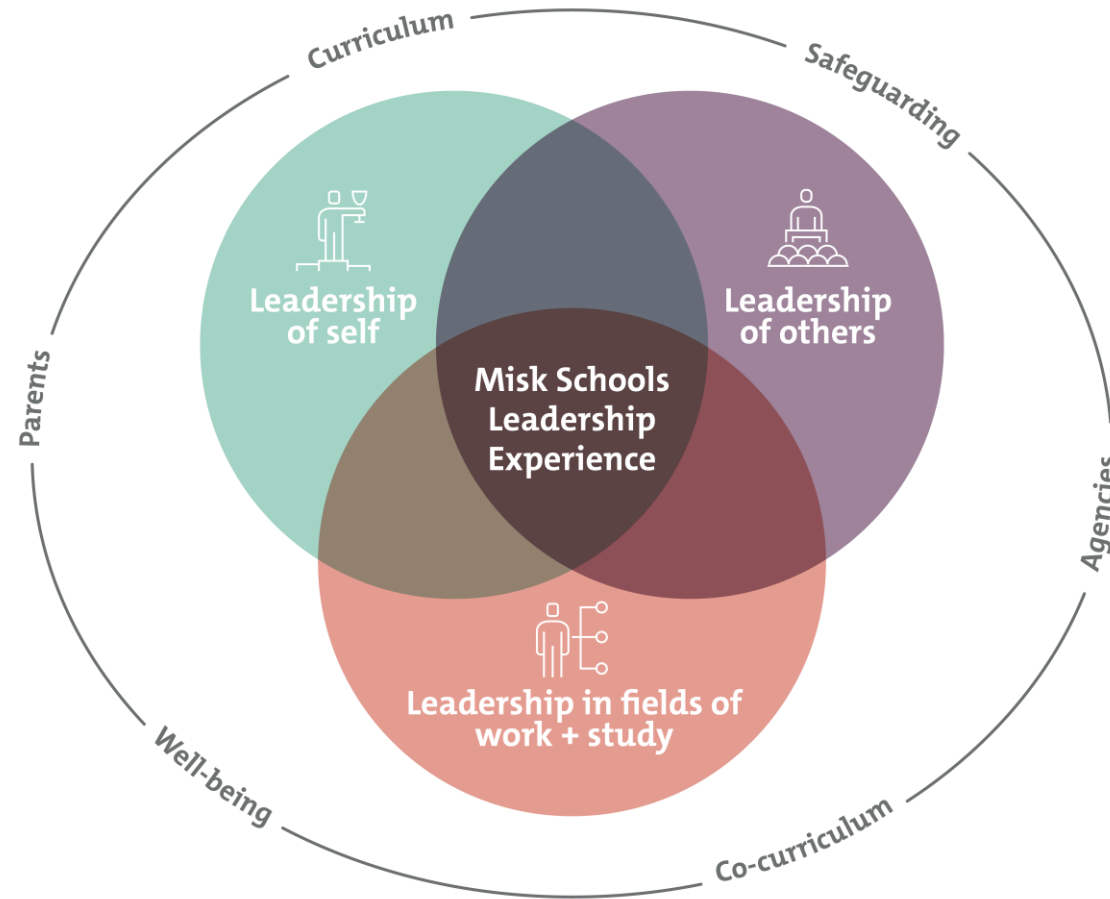 Curriculum
Safeguarding
Leadership
of self
Leadership
of others
Misk Schools
Leadership
Experience
Parents
Agencies
Leadership in fields of
work + study
Well-being
Co-curriculum